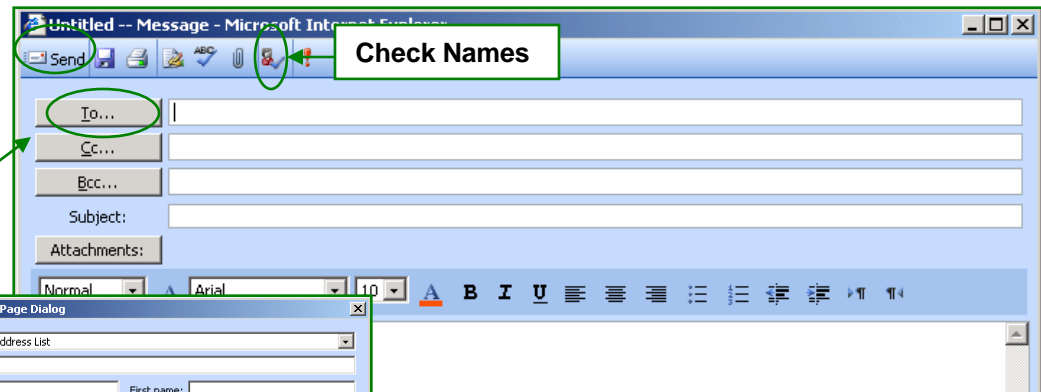 Untitled -- Message - Microsoft Internet Explorer
Send ABC
Check Names
To...
Cc...
Bcc...
Subject:
Attachments:
Normal A Arial 10 A B I U
Page Dialog
ddress List
First name: